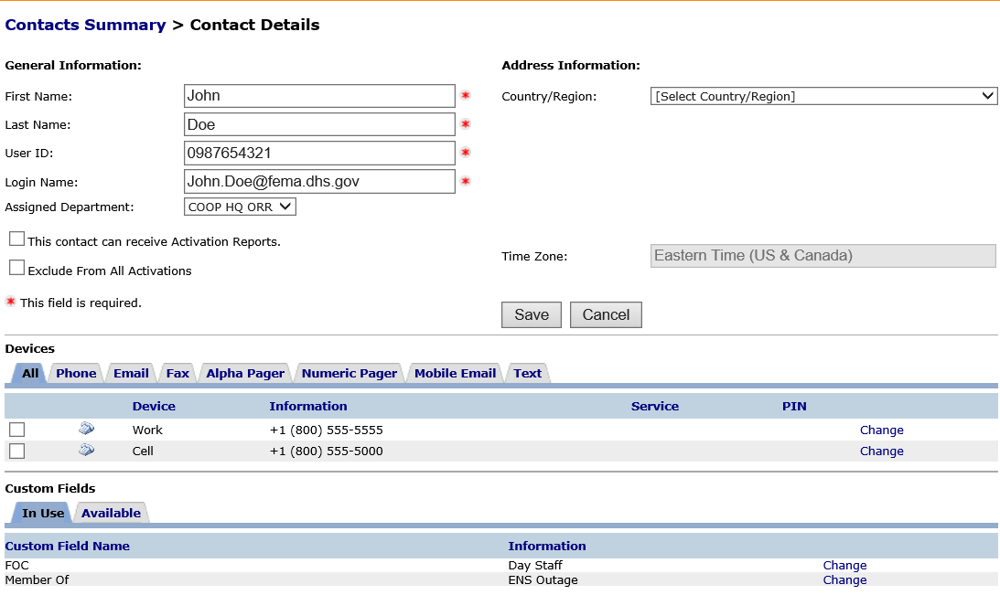 Contacts Summary > Contact Details
General Information:
First Name: John *
Last Name: Doe *
User ID: 0987654321 *
Login Name: John.Doe@fema.dhs.gov *
Assigned Department: COOP HQ ORR
This contact can receive Activation Reports.
Exclude From All Activations
* This field is required.
Address Information:
Country/Region: [Select Country/Region]
Time Zone: Eastern Time (US & Canada)
Save Cancel
Devices
All Phone Email Fax Alpha Pager Numeric Pager Mobile Email Text
Device Information Service PIN
Work +1 (800) 555-5555 Change
Cell +1 (800) 555-5000 Change
Custom Fields
In Use Available
Custom Field Name Information
FOC Day Staff Change
Member Of ENS Outage Change